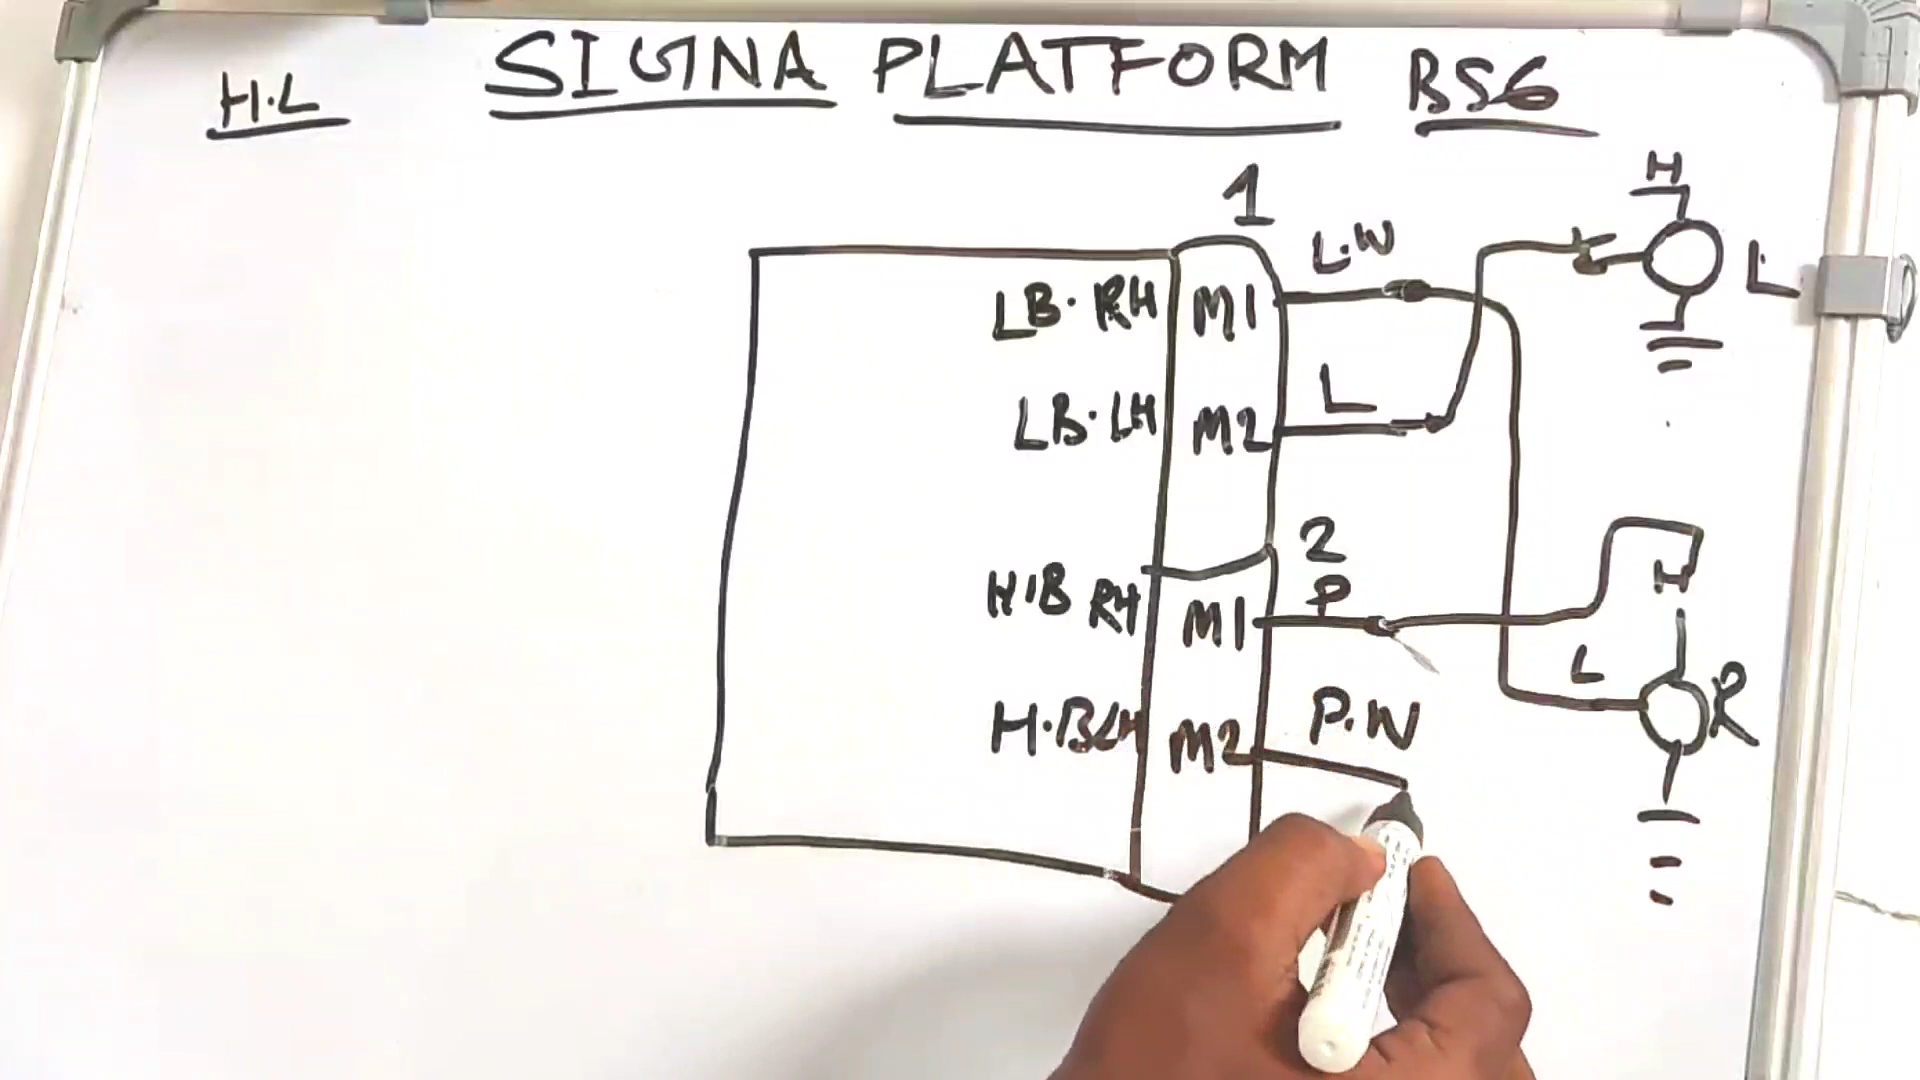 H.L
SIGNA PLATFORM BS6
1
H
L
L.W
LB. RH M1
L
LB. LH M2
2
H
P
H.B RH M1
L
R
P.W
H.B LH M2